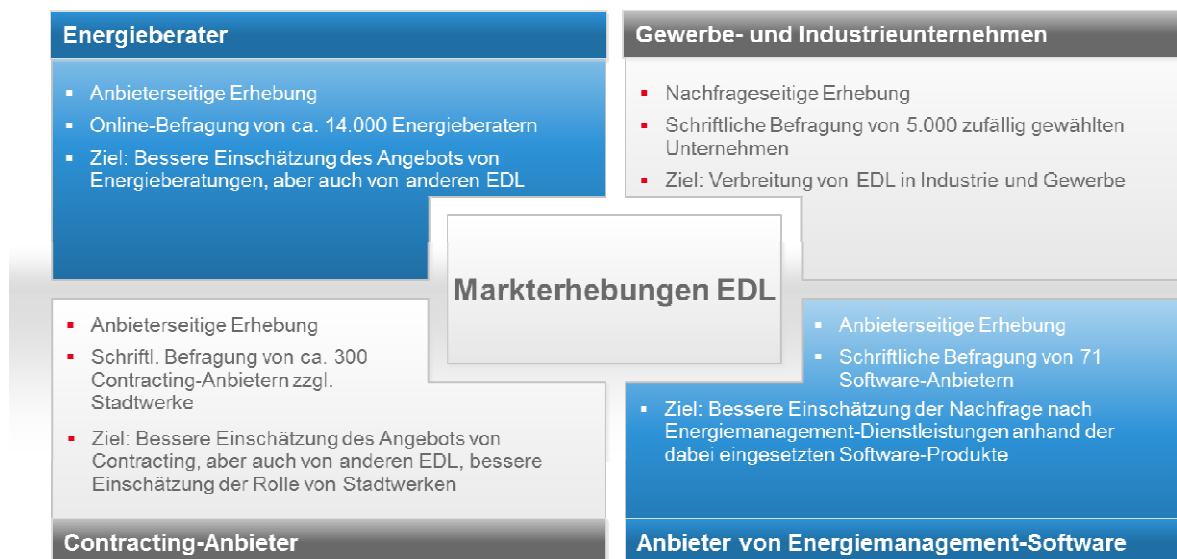 Energieberater
▪ Anbieterseitige Erhebung
▪ Online-Befragung von ca. 14.000 Energieberatern
▪ Ziel: Bessere Einschätzung des Angebots von
Energieberatungen, aber auch von anderen EDL
Gewerbe- und Industrieunternehmen
▪ Nachfrageseitige Erhebung
▪ Schriftliche Befragung von 5.000 zufällig gewählten
Unternehmen
▪ Ziel: Verbreitung von EDL in Industrie und Gewerbe
Markterhebungen EDL
▪ Anbieterseitige Erhebung
▪ Schriftl. Befragung von ca. 300
Contracting-Anbietern zzgl.
Stadtwerke
▪ Ziel: Bessere Einschätzung des Angebots von
Contracting, aber auch von anderen EDL, bessere
Einschätzung der Rolle von Stadtwerken
Contracting-Anbieter
▪ Anbieterseitige Erhebung
▪ Schriftliche Befragung von 71
Software-Anbietern
▪ Ziel: Bessere Einschätzung der Nachfrage nach
Energiemanagement-Dienstleistungen anhand der
dabei eingesetzten Software-Produkte
Anbieter von Energiemanagement-Software